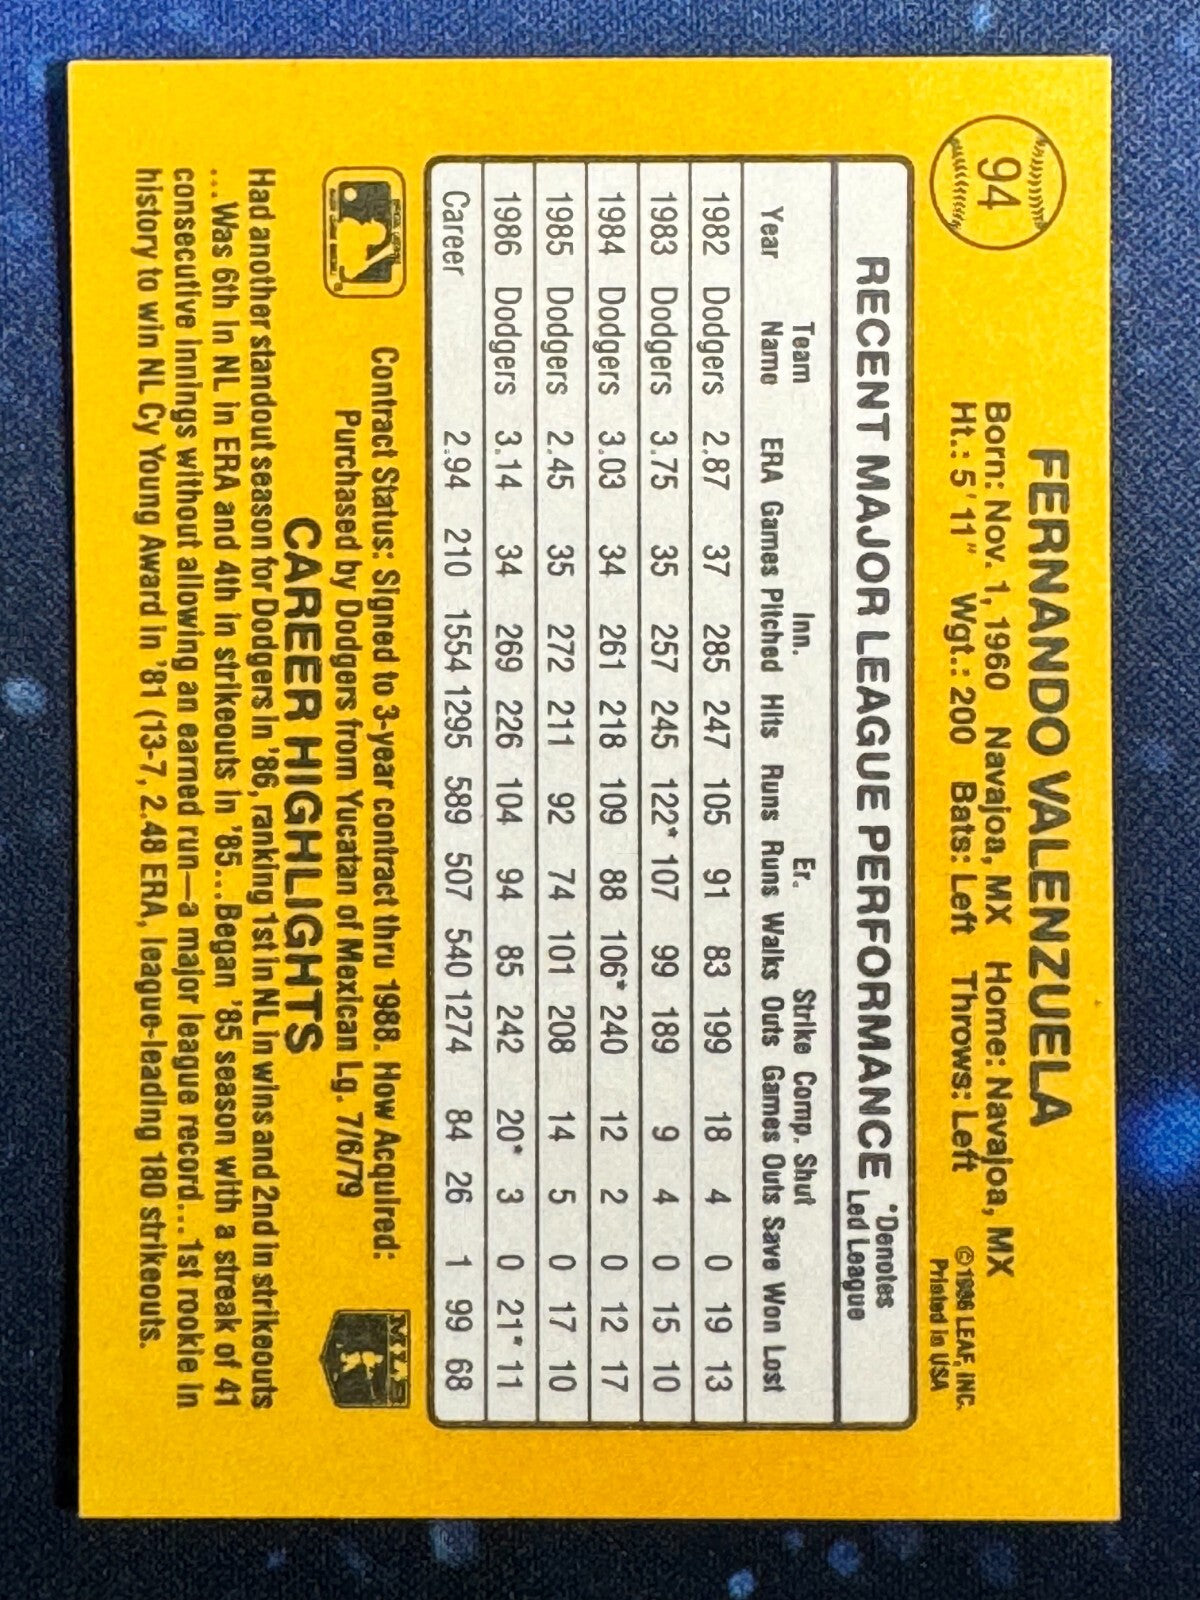 94
FERNANDO VALENZUELA
Born: Nov. 1, 1960 Navajoa, MX Home: Navajoa, MX
Ht.: 5'11" Wgt.: 200 Bats: Left Throws: Left
©1986 LEAF, INC.
Printed in USA
RECENT MAJOR LEAGUE PERFORMANCE *Denotes Led League
Year Team Name ERA Games Inn. Pitched Hits Runs Er. Runs Walks Strike Outs Comp. Games Shut Outs Save Won Lost
1982 Dodgers 2.87 37 285 247 105 91 83 199 18 4 0 19 13
1983 Dodgers 3.75 35 257 245 122* 107 99 189 9 4 0 15 10
1984 Dodgers 3.03 34 261 218 109 88 106* 240 12 2 0 12 17
1985 Dodgers 2.45 35 272 211 92 74 101 208 14 5 0 17 10
1986 Dodgers 3.14 34 269 226 104 94 85 242 20* 3 0 21* 11
Career 2.94 210 1554 1295 589 507 540 1274 84 26 1 99 68
Contract Status: Signed to 3-year contract thru 1988. How Acquired:
Purchased by Dodgers from Yucatan of Mexican Lg. 7/6/79
MLB
CAREER HIGHLIGHTS
Had another standout season for Dodgers in '86, ranking 1st in NL in wins and 2nd in strikeouts
...Was 6th in NL in ERA and 4th in strikeouts in '85...Began '85 season with a streak of 41
consecutive innings without allowing an earned run—a major league record...1st rookie in
history to win NL Cy Young Award in '81 (13-7, 2.48 ERA, league-leading 180 strikeouts.